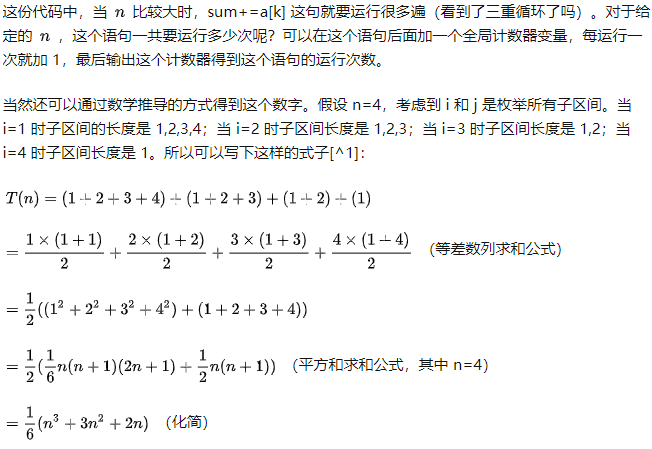 这份代码中，当 n 比较大时，sum+=a[k] 这句就要运行很多遍（看到了三重循环了吗）。对于给
定的 n ，这个语句一共要运行多少次呢？可以在这个语句后面加一个全局计数器变量，每运行一
次就加 1，最后输出这个计数器得到这个语句的运行次数。
当然还可以通过数学推导的方式得到这个数字。假设 n=4，考虑到 i 和 j 是枚举所有子区间。当
i=1 时子区间的长度是 1,2,3,4；当 i=2 时子区间长度是 1,2,3；当 i=3 时子区间长度是 1,2；当
i=4 时子区间长度是 1。所以可以写下这样的式子[^1]：
T(n) = (1 + 2 + 3 + 4) + (1 + 2 + 3) + (1 + 2) + (1)
= \frac{1 × (1 + 1)}{2} + \frac{2 × (1 + 2)}{2} + \frac{3 × (1 + 3)}{2} + \frac{4 × (1 + 4)}{2} （等差数列求和公式）
= \frac{1}{2}((1^2 + 2^2 + 3^2 + 4^2) + (1 + 2 + 3 + 4))
= \frac{1}{2}(\frac{1}{6}n(n + 1)(2n + 1) + \frac{1}{2}n(n + 1)) （平方和求和公式，其中 n=4）
= \frac{1}{6}(n^3 + 3n^2 + 2n) （化简）